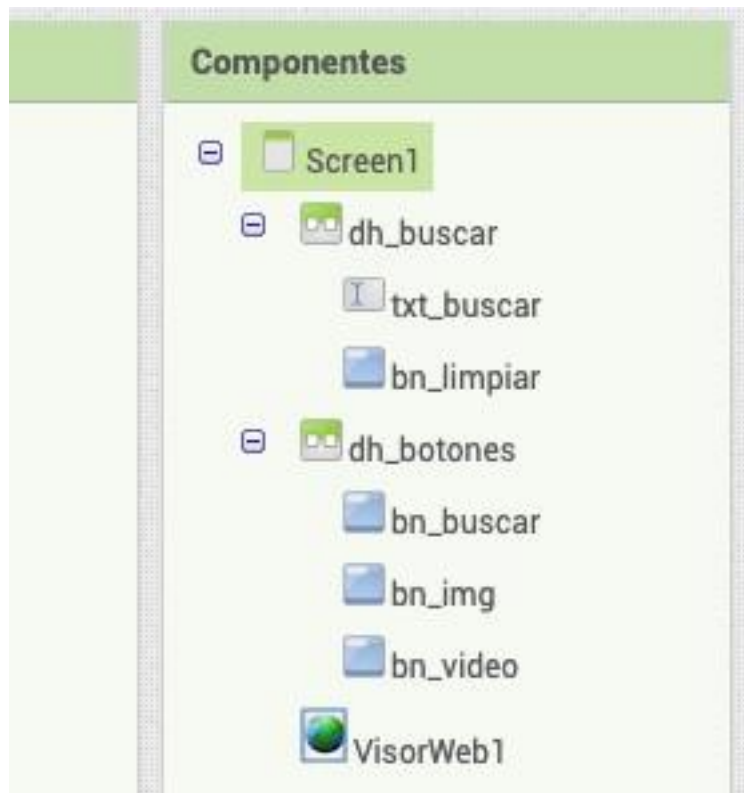 Componentes
Screen1
dh_buscar
txt_buscar
bn_limpiar
dh_botones
bn_buscar
bn_img
bn_video
VisorWeb1